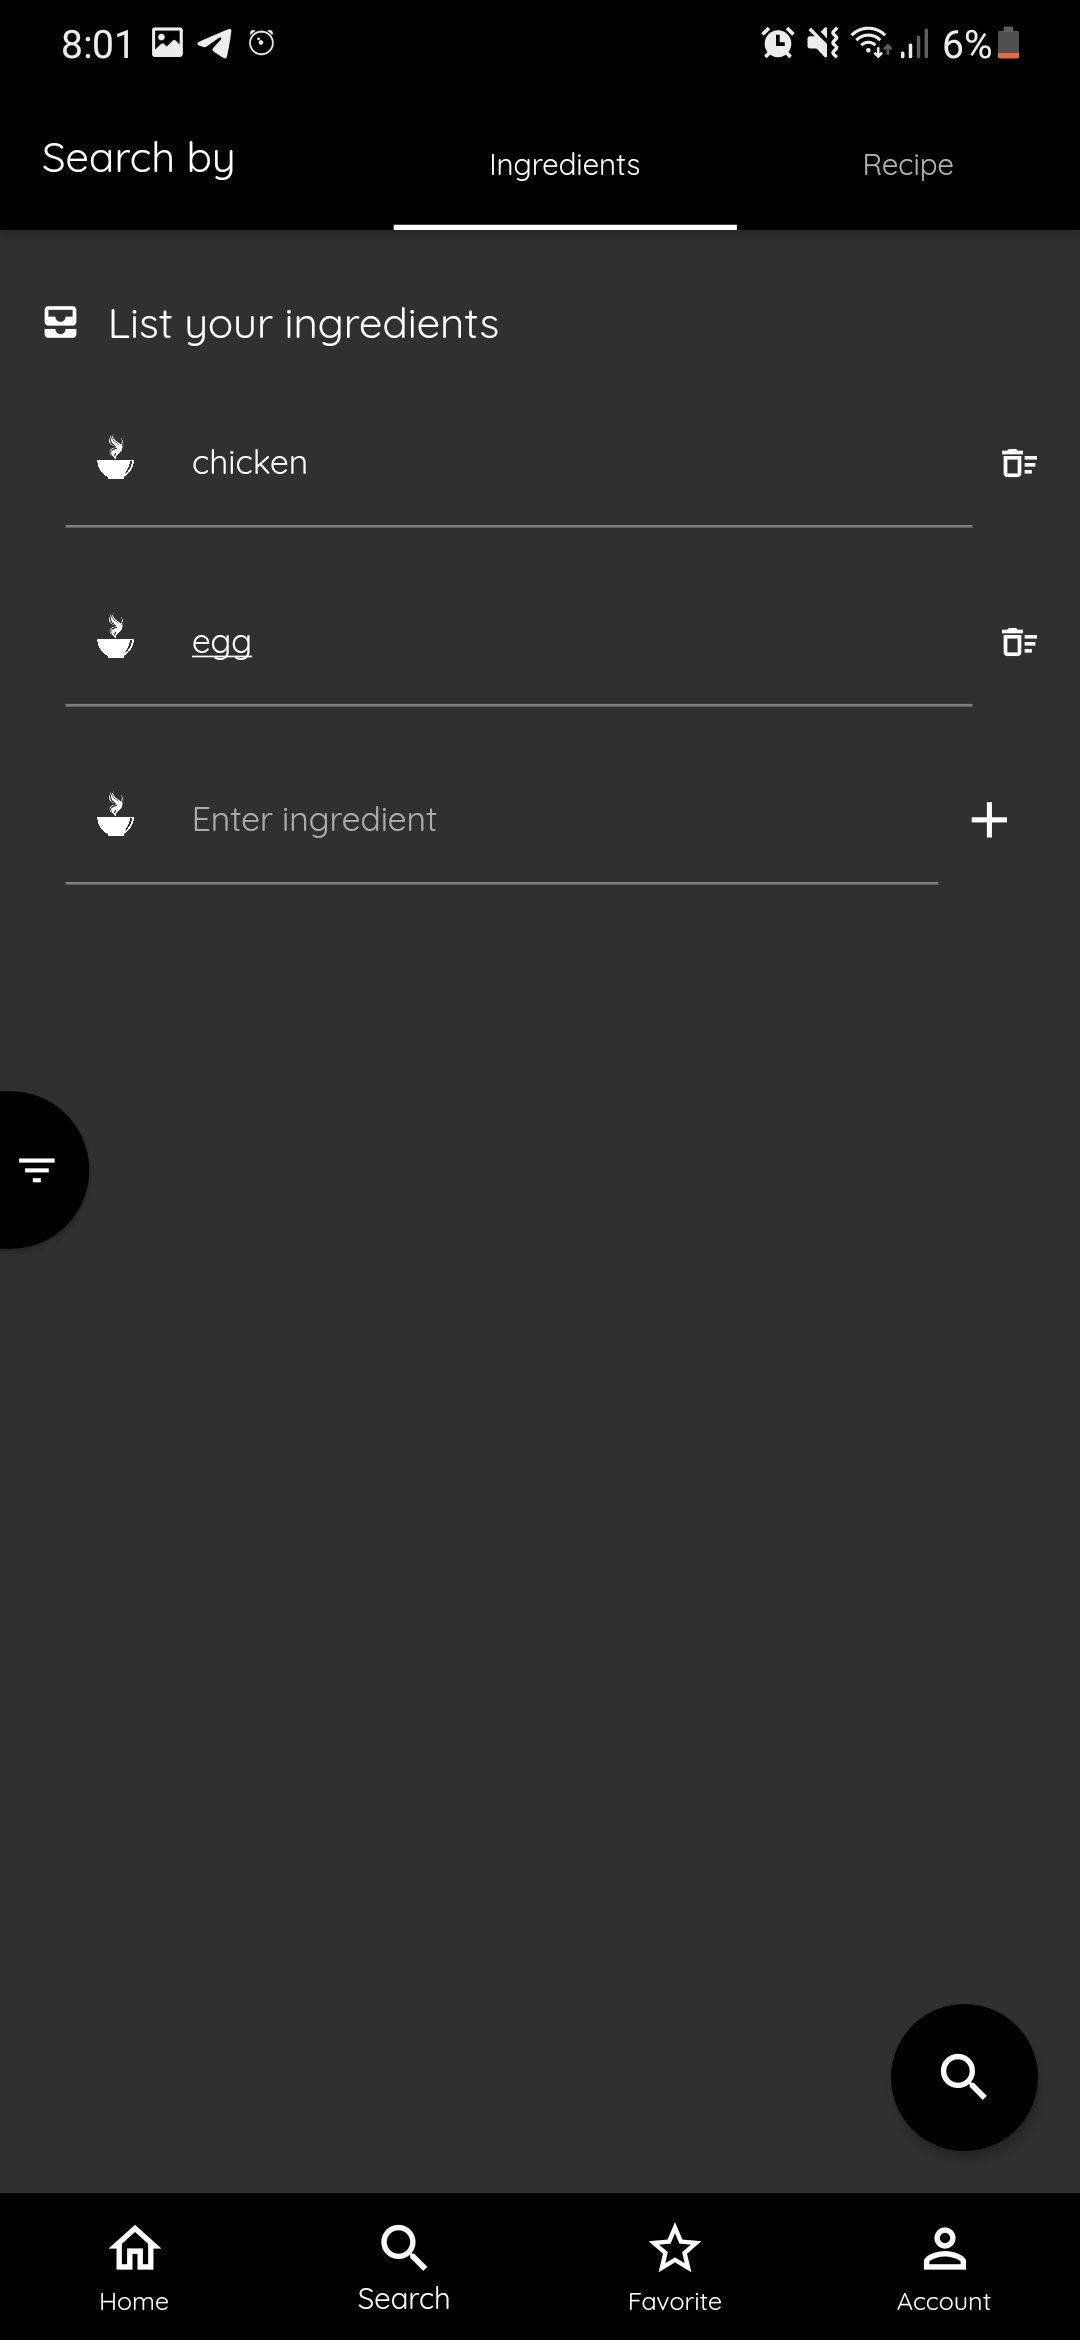 8:01 6%
Search by Ingredients Recipe
List your ingredients
chicken
egg
Enter ingredient
Home Search Favorite Account